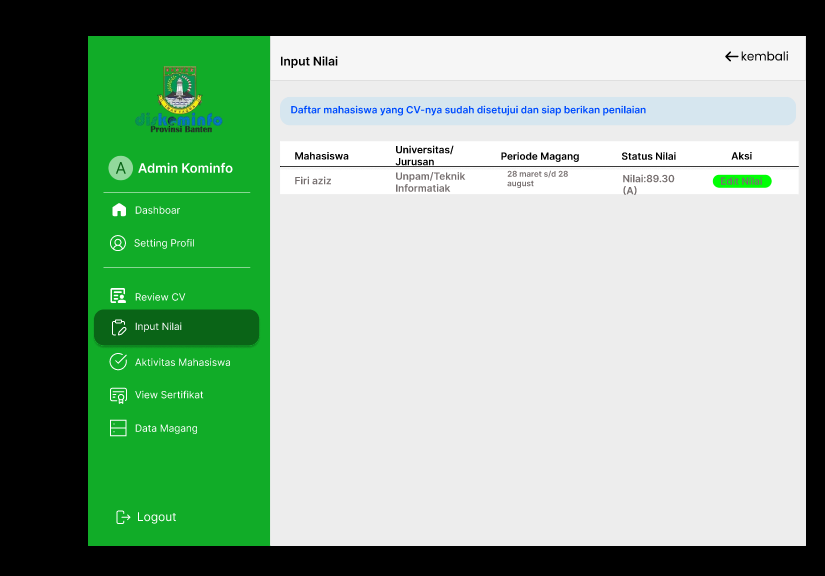 diskominfo
Provinsi Banten
A Admin Kominfo
Dashboar
Setting Profil
Review CV
Input Nilai
Aktivitas Mahasiswa
View Sertifikat
Data Magang
Logout
Input Nilai
kembali
Daftar mahasiswa yang CV-nya sudah disetujui dan siap berikan penilaian
Mahasiswa
Universitas/
Jurusan
Periode Magang
Status Nilai
Aksi
Firi aziz
Unpam/Teknik
Informatiak
28 maret s/d 28
august
Nilai:89.30
(A)
Edit Nilai